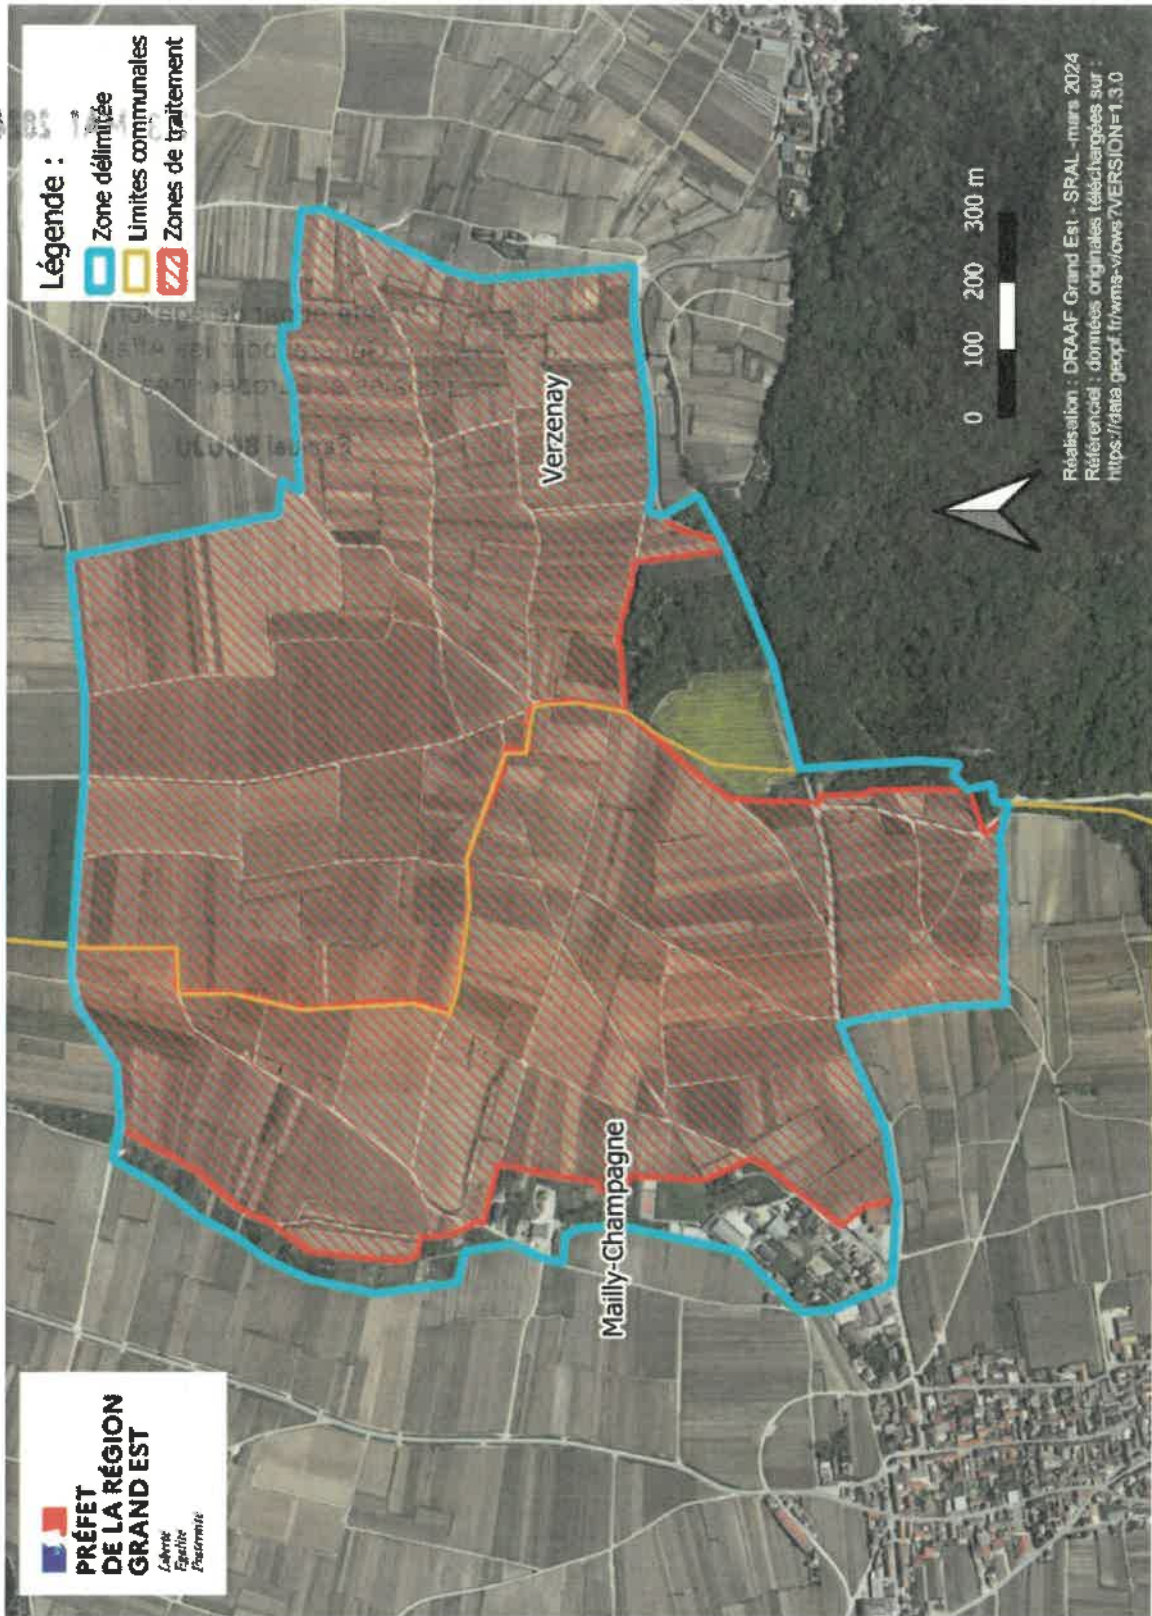 PRÉFET
DE LA RÉGION
GRAND EST
Liberté
Égalité
Fraternité
Légende :
Zone délimitée
Limites communales
Zones de traitement
Verzenay
Mailly-Champagne
0 100 200 300 m
Réalisation : DRAAF Grand Est - SRAL - mars 2024
Référenciel : données originales téléchargées sur :
https://data.geopf.fr/wms-v/ows?VERSION=1.3.0